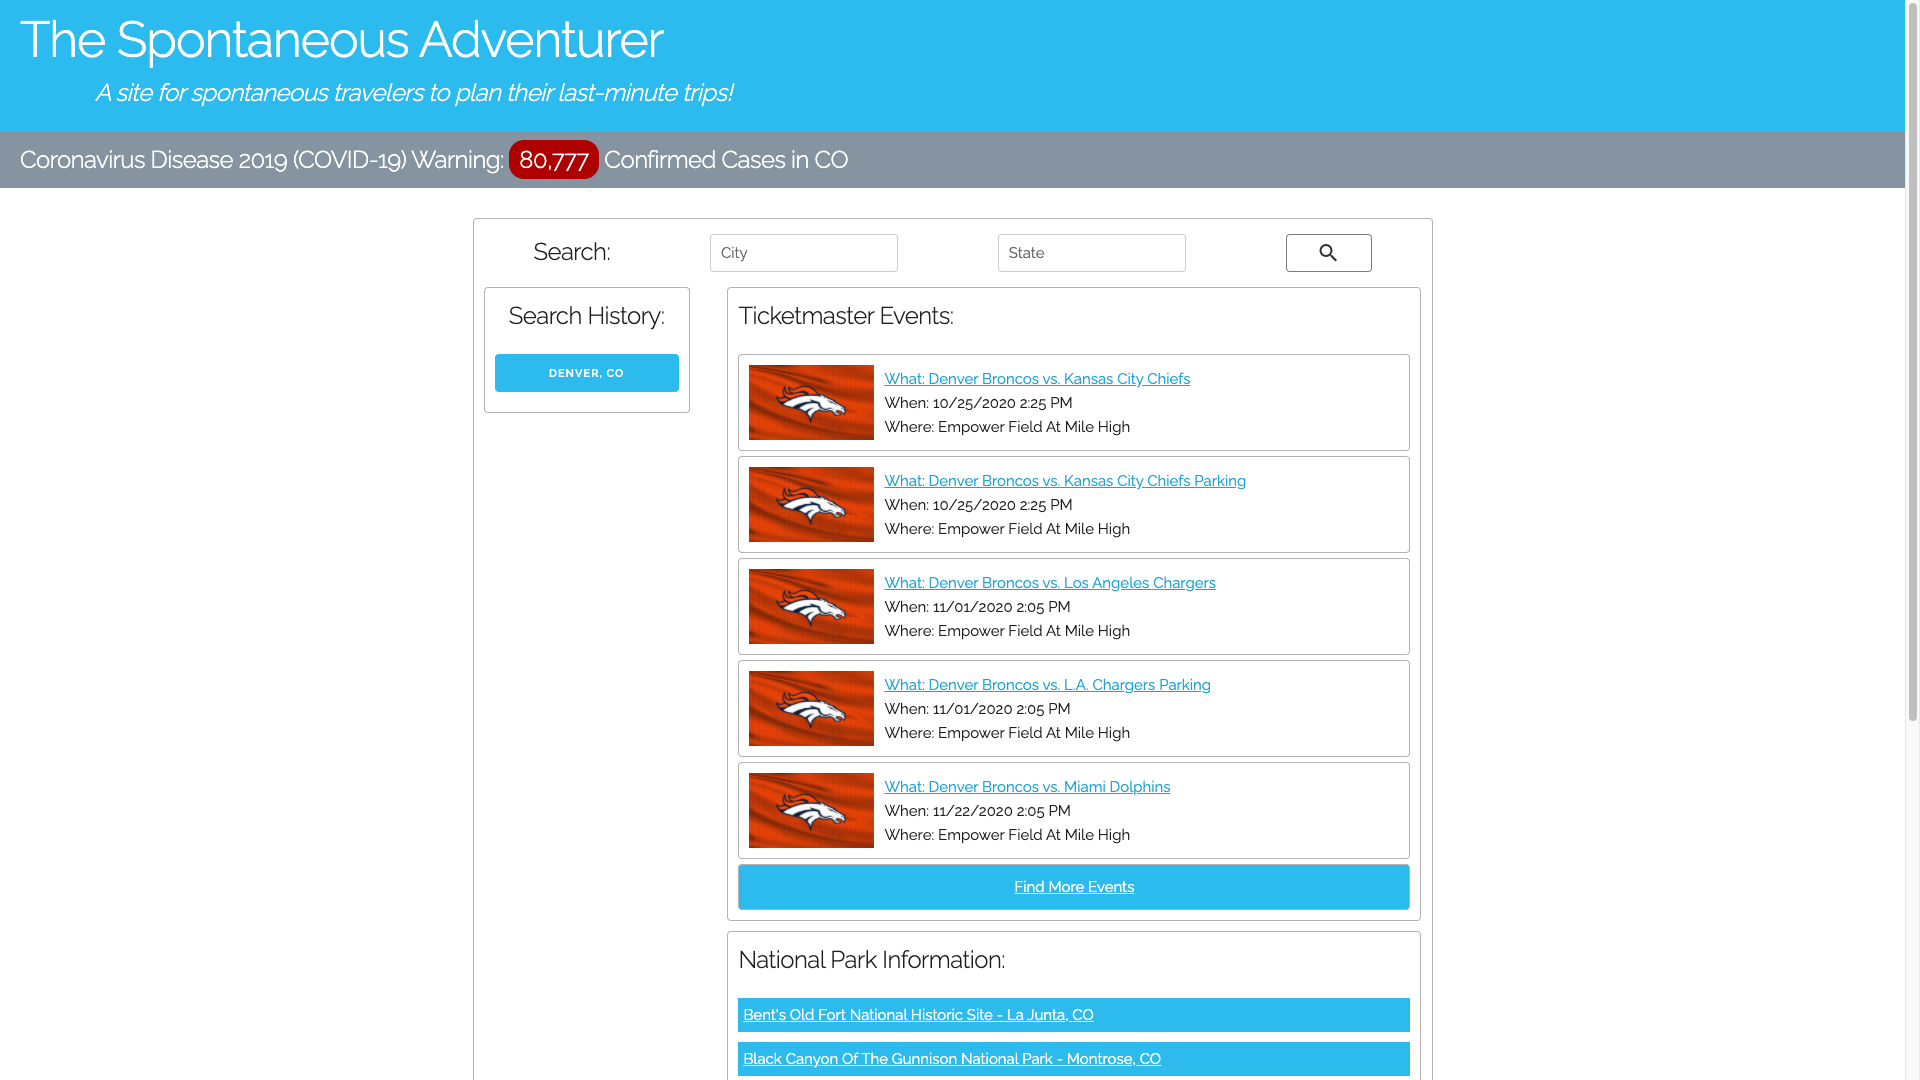 The Spontaneous Adventurer
A site for spontaneous travelers to plan their last-minute trips!
Coronavirus Disease 2019 (COVID-19) Warning: 80,777 Confirmed Cases in CO
Search:
City
State
Search History:
DENVER, CO
Ticketmaster Events:
What: Denver Broncos vs. Kansas City Chiefs
When: 10/25/2020 2:25 PM
Where: Empower Field At Mile High
What: Denver Broncos vs. Kansas City Chiefs Parking
When: 10/25/2020 2:25 PM
Where: Empower Field At Mile High
What: Denver Broncos vs. Los Angeles Chargers
When: 11/01/2020 2:05 PM
Where: Empower Field At Mile High
What: Denver Broncos vs. L.A. Chargers Parking
When: 11/01/2020 2:05 PM
Where: Empower Field At Mile High
What: Denver Broncos vs. Miami Dolphins
When: 11/22/2020 2:05 PM
Where: Empower Field At Mile High
Find More Events
National Park Information:
Bent's Old Fort National Historic Site - La Junta, CO
Black Canyon Of The Gunnison National Park - Montrose, CO